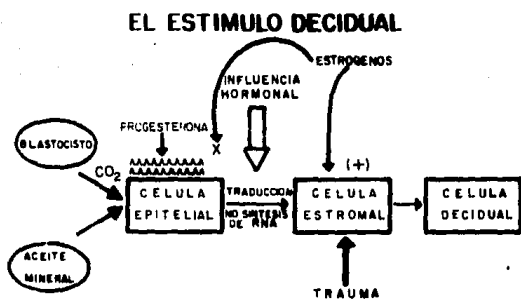 EL ESTIMULO DECIDUAL
ESTROGENOS
INFLUENCIA
HORMONAL
PROGESTERONA
X
BLASTOCISTO
CO2
(+)
CELULA
EPITELIAL
TRADUCCION
NO SINTESIS
DE RNA
CELULA
ESTROMAL
CELULA
DECIDUAL
ACEITE
MINERAL
TRAUMA